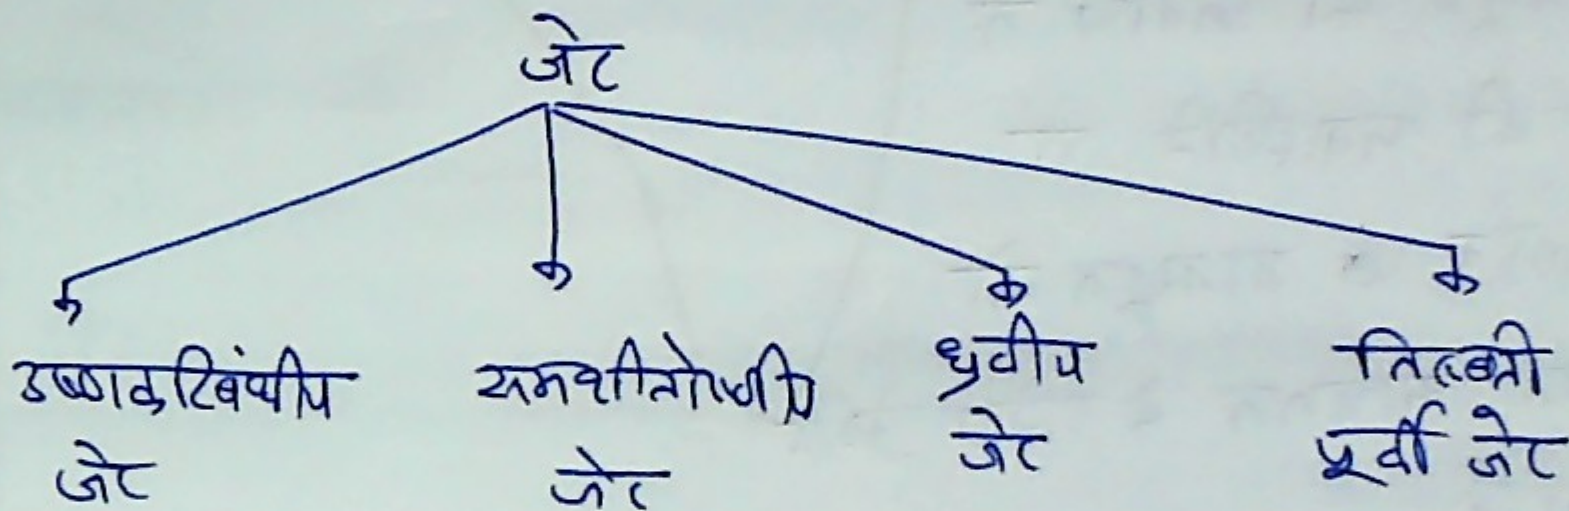 जेट
उष्णकटिबंधीय
जेट
समशीतोष्णीय
जेट
ध्रुवीय
जेट
तिब्बती
पूर्वी जेट